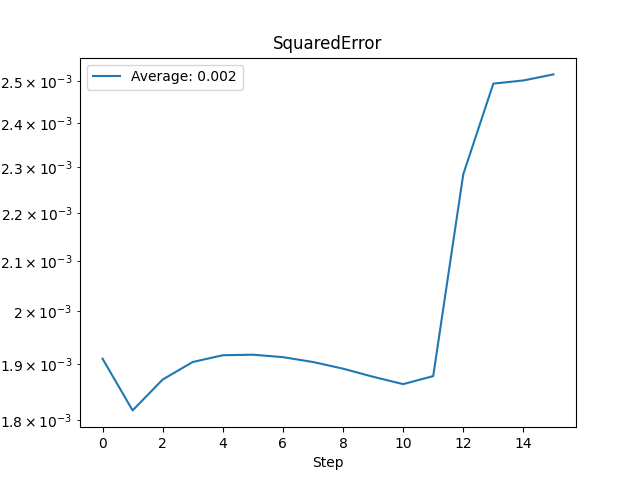 SquaredError
Average: 0.002
2.5 × 10⁻³
2.4 × 10⁻³
2.3 × 10⁻³
2.2 × 10⁻³
2.1 × 10⁻³
2 × 10⁻³
1.9 × 10⁻³
1.8 × 10⁻³
0 2 4 6 8 10 12 14
Step